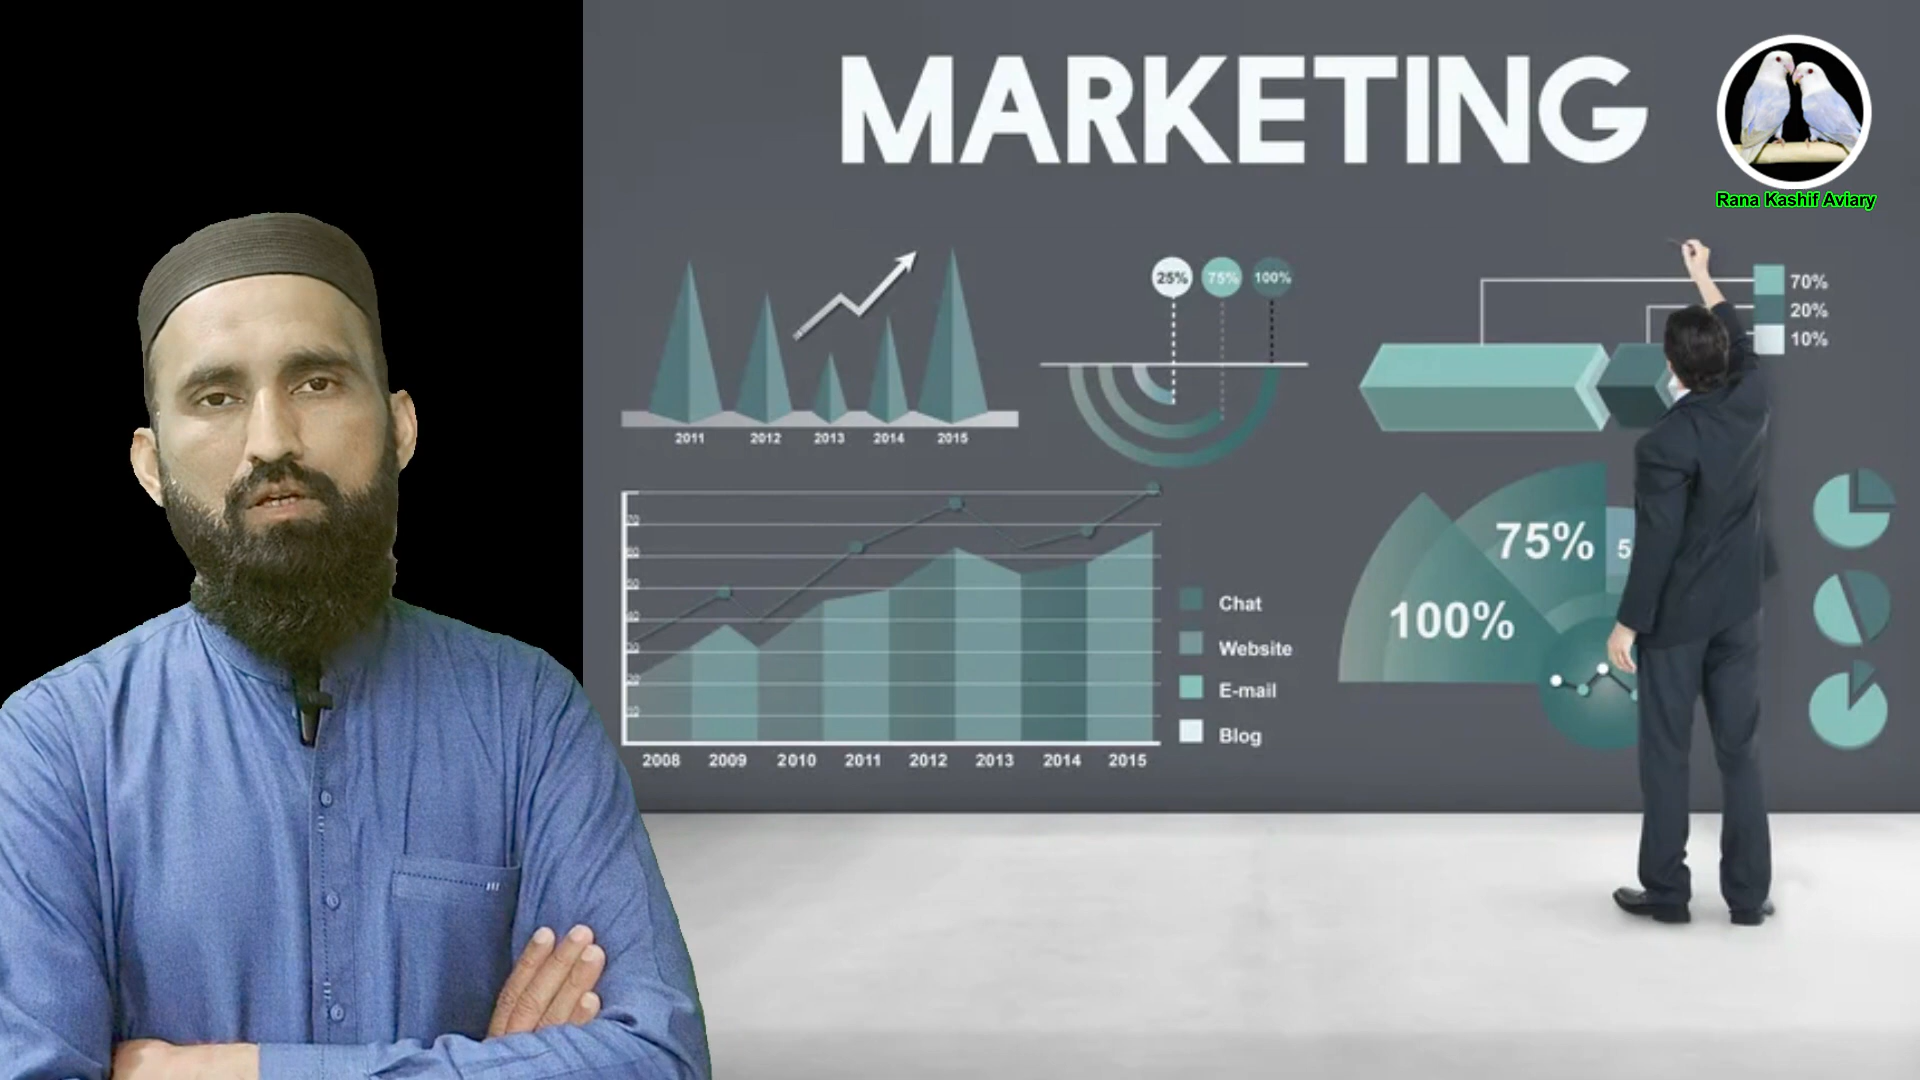 MARKETING
Rana Kashif Aviary
25% 75% 100%
70%
20%
10%
2011 2012 2013 2014 2015
75%
100%
Chat
Website
E-mail
Blog
2008 2009 2010 2011 2012 2013 2014 2015